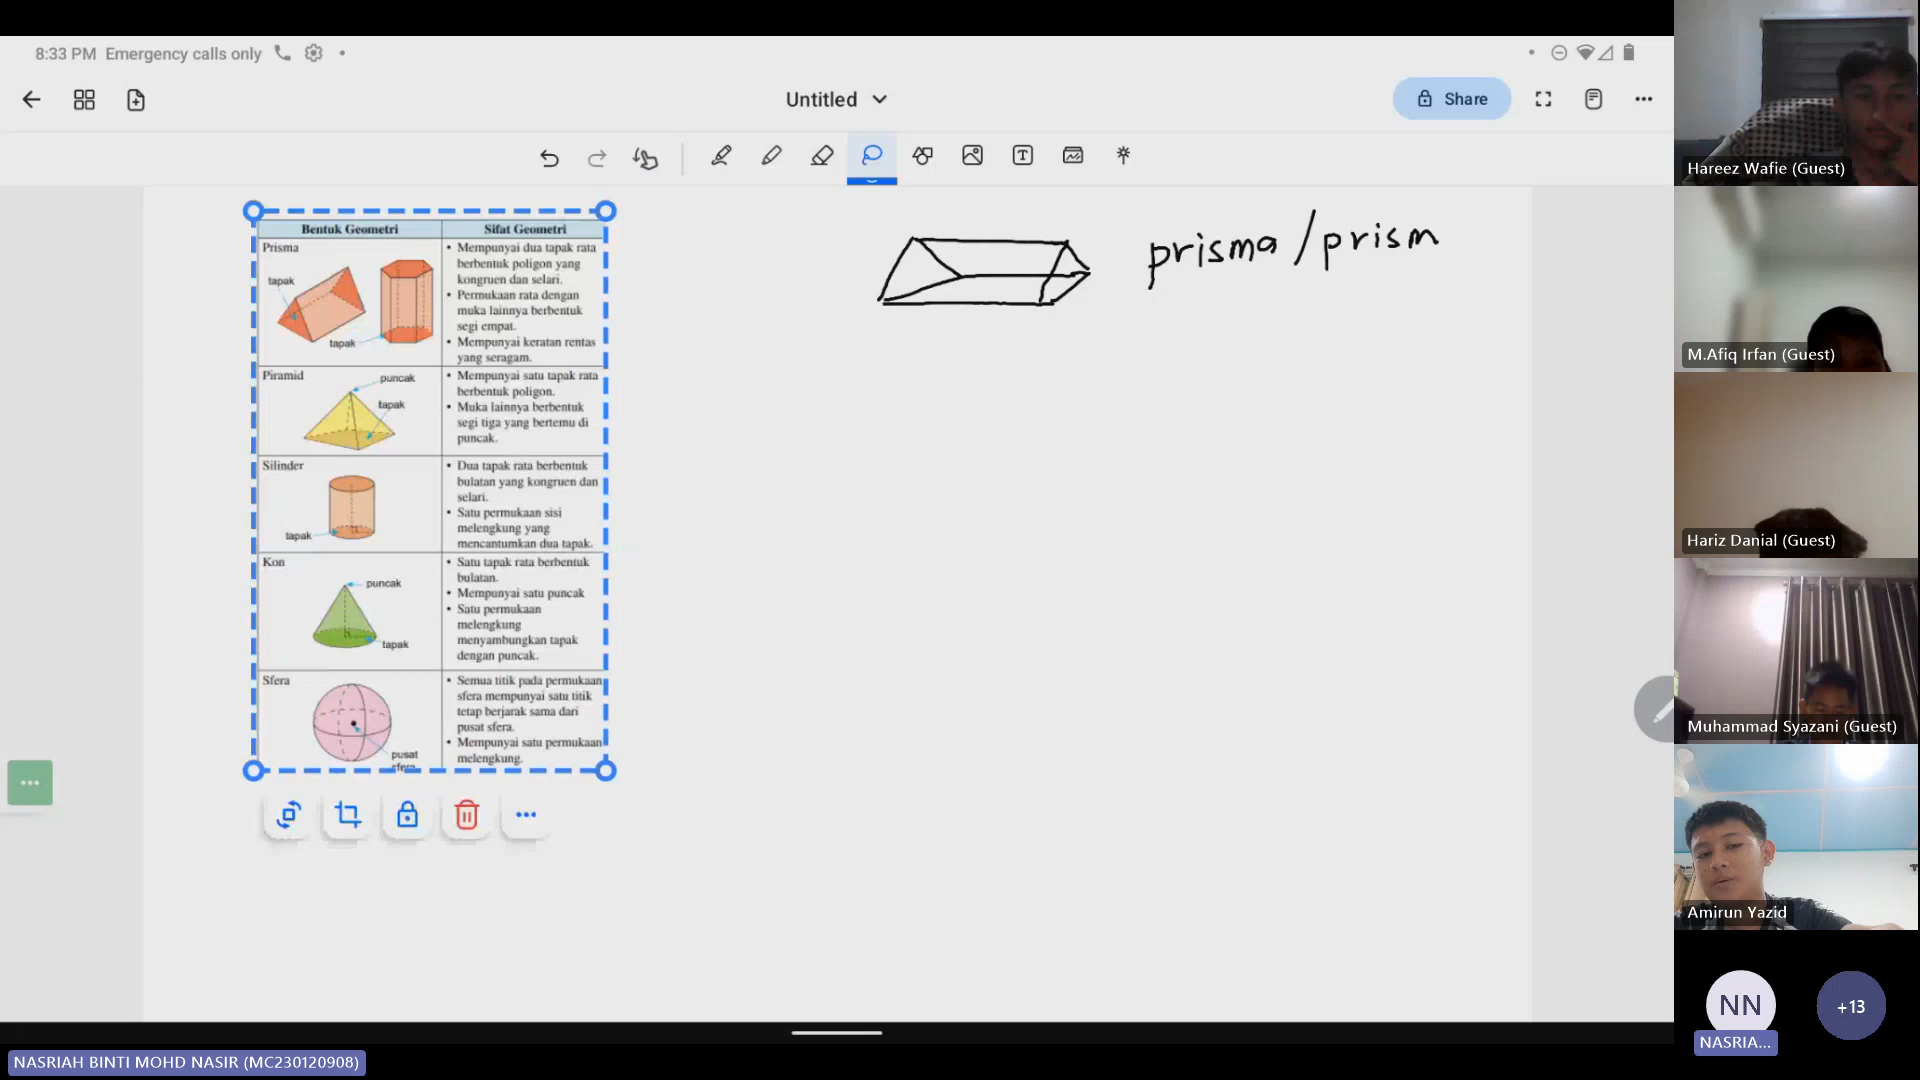 8:33 PM Emergency calls only
Untitled
Share
Bentuk Geometri
Sifat Geometri
Prisma
tapak
tapak
• Mempunyai dua tapak rata
berbentuk poligon yang
kongruen dan selari.
• Permukaan rata dengan
muka lainnya berbentuk
segi empat.
• Mempunyai keratan rentas
yang seragam.
Piramid
puncak
tapak
• Mempunyai satu tapak rata
berbentuk poligon.
• Muka lainnya berbentuk
segi tiga yang bertemu di
puncak.
Silinder
tapak
• Dua tapak rata berbentuk
bulatan yang kongruen dan
selari.
• Satu permukaan sisi
melengkung yang
mencantumkan dua tapak.
Kon
puncak
tapak
• Satu tapak rata berbentuk
bulatan.
• Mempunyai satu puncak
• Satu permukaan
melengkung
menyambungkan tapak
dengan puncak.
Sfera
pusat
sfera
• Semua titik pada permukaan
sfera mempunyai satu titik
tetap berjarak sama dari
pusat sfera.
• Mempunyai satu permukaan
melengkung.
prisma / prism
Hareez Wafie (Guest)
M.Afiq Irfan (Guest)
Hariz Danial (Guest)
Muhammad Syazani (Guest)
Amirun Yazid
NN
NASRIA...
+13
NASRIAH BINTI MOHD NASIR (MC230120908)